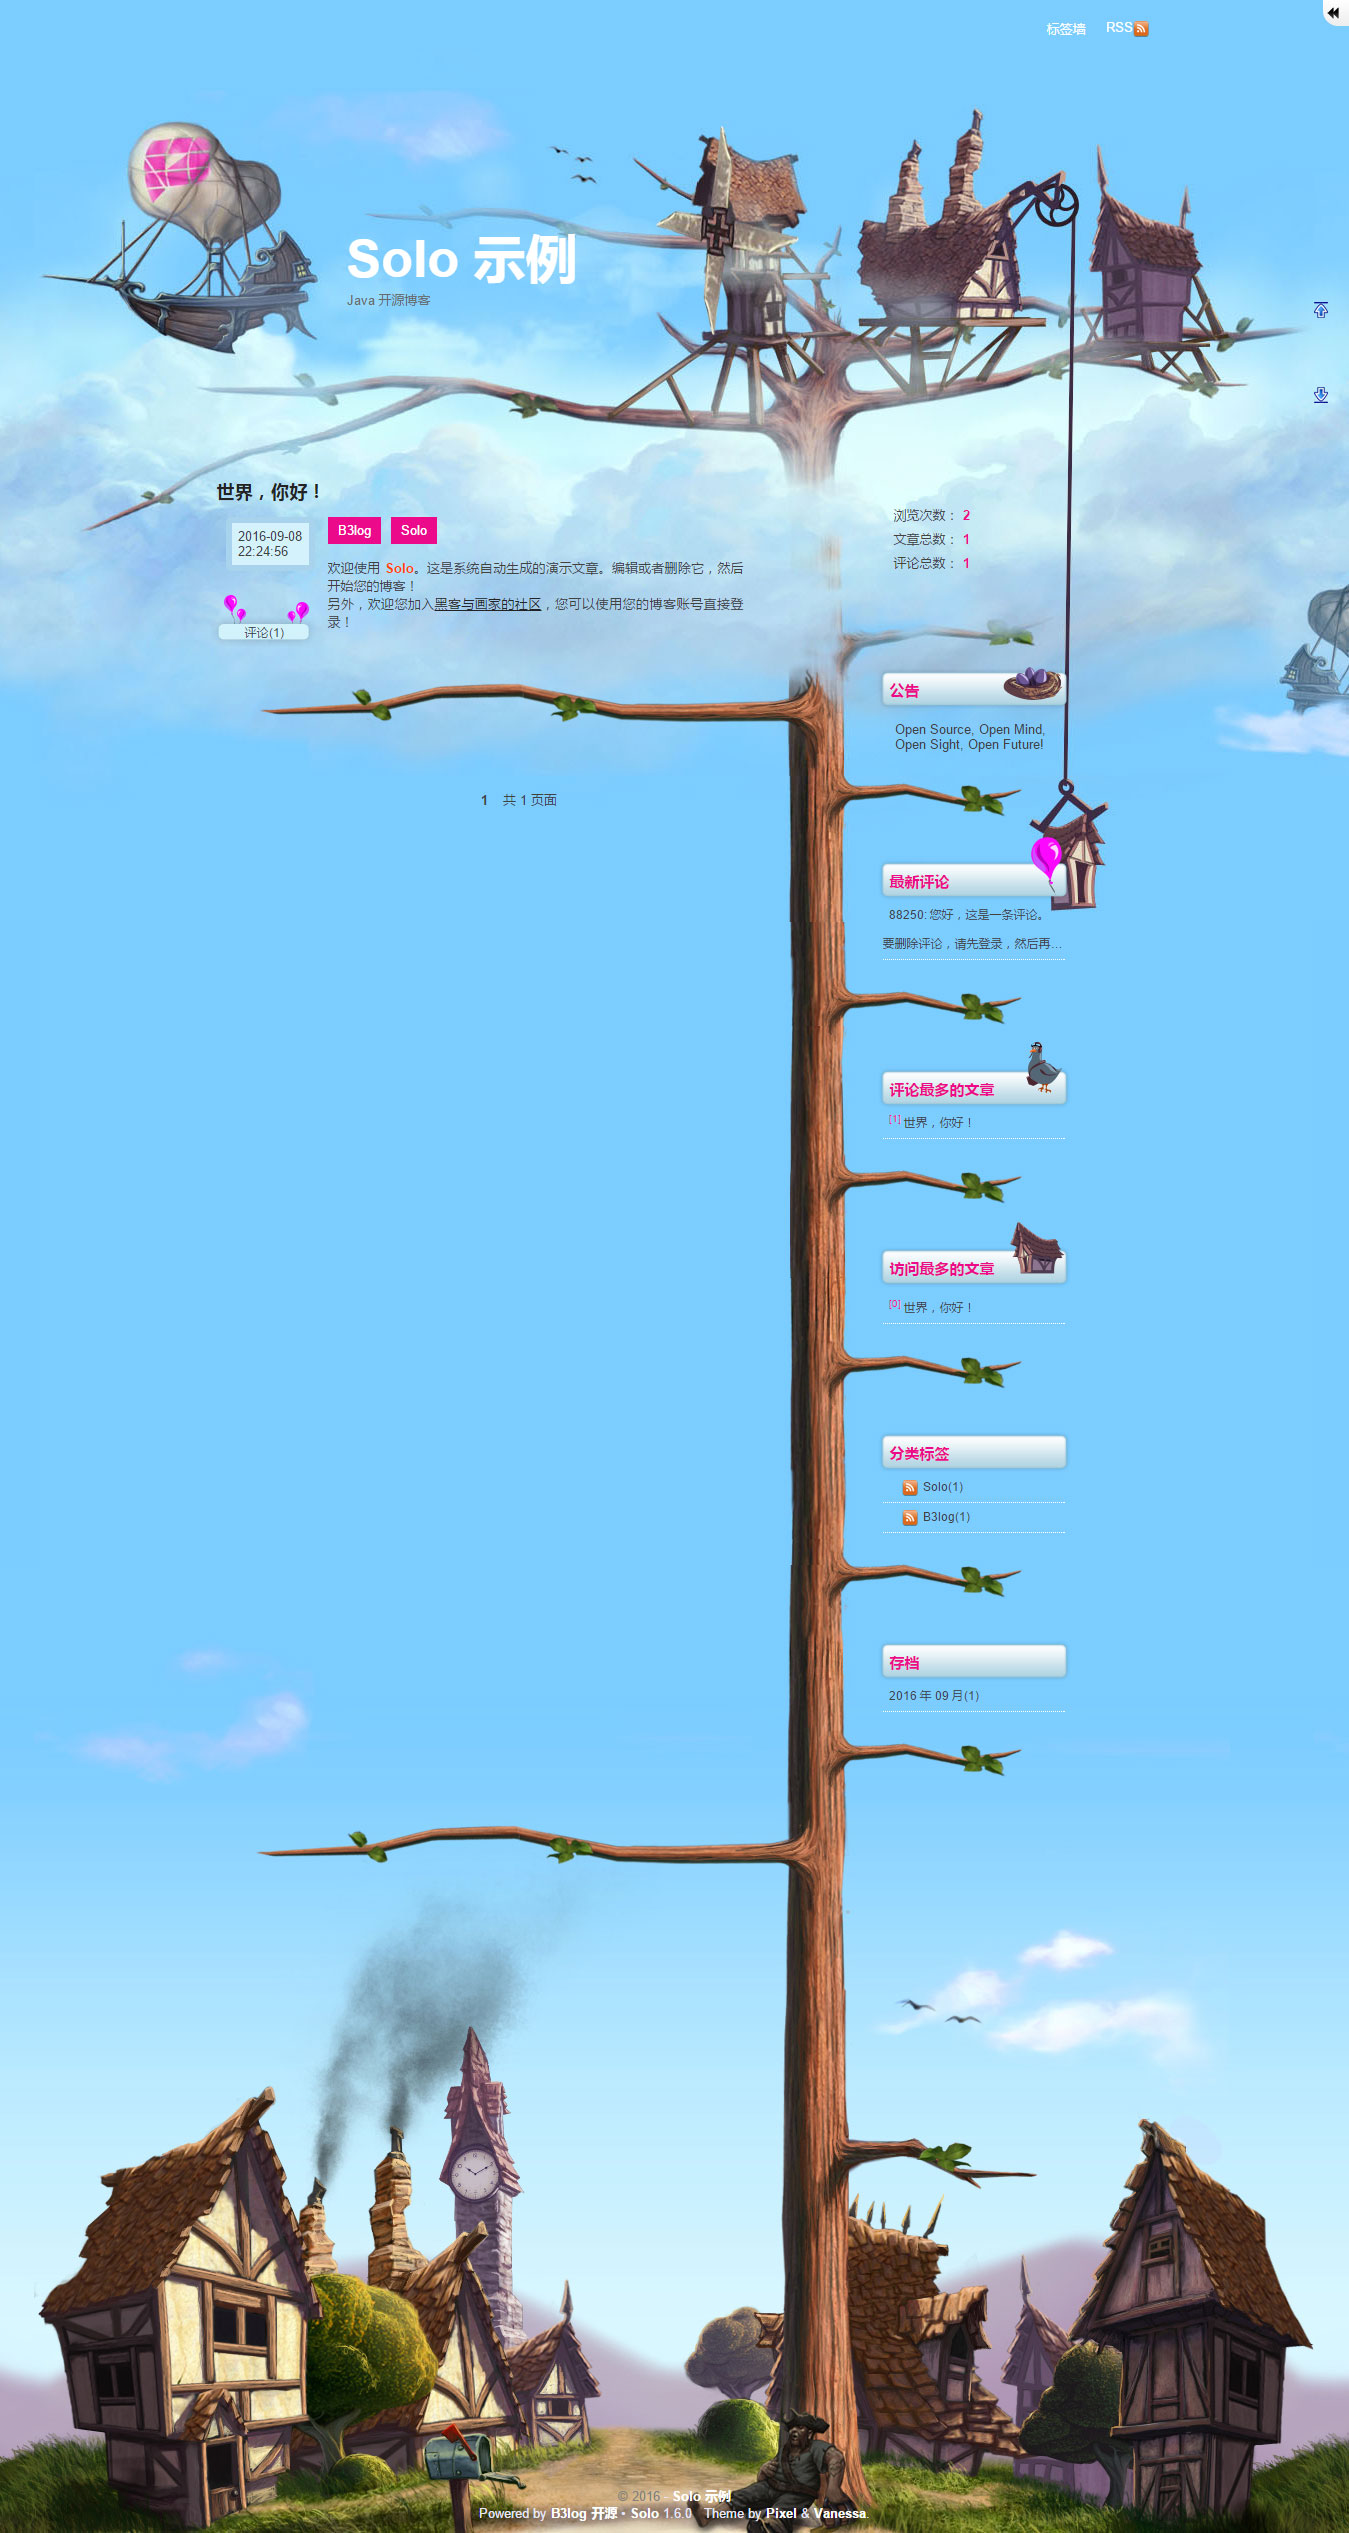 标签墙 RSS
Solo 示例
Java 开源博客
世界，你好！
2016-09-08
22:24:56
B3log Solo
欢迎使用 Solo。这是系统自动生成的演示文章。编辑或者删除它，然后
开始您的博客！
另外，欢迎您加入黑客与画家的社区，您可以使用您的博客账号直接登
录！
评论(1)
1 共 1 页面
浏览次数： 2
文章总数： 1
评论总数： 1
公告
Open Source, Open Mind,
Open Sight, Open Future!
最新评论
88250: 您好，这是一条评论。
要删除评论，请先登录，然后再...
评论最多的文章
[1] 世界，你好！
访问最多的文章
[0] 世界，你好！
分类标签
Solo(1)
B3log(1)
存档
2016 年 09 月(1)
© 2016 - Solo 示例
Powered by B3log 开源 • Solo 1.6.0 Theme by Pixel & Vanessa.